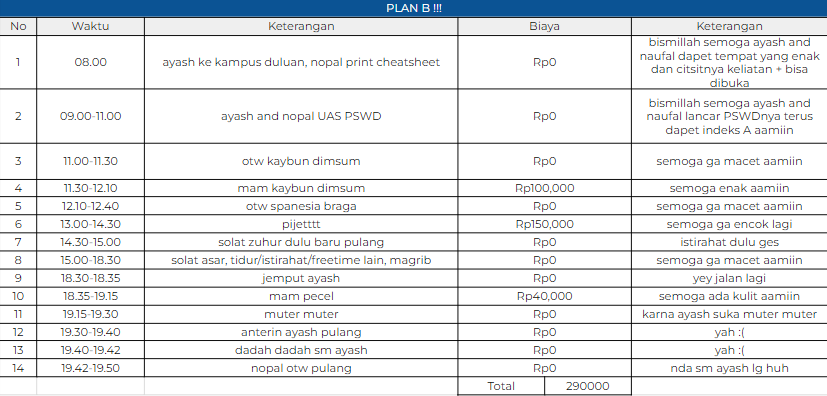 PLAN B !!!
No Waktu Keterangan Biaya Keterangan
1 08.00 ayash ke kampus duluan, nopal print cheatsheet Rp0 bismillah semoga ayash and naufal dapet tempat yang enak dan citsitnya keliatan + bisa dibuka
2 09.00-11.00 ayash and nopal UAS PSWD Rp0 bismillah semoga ayash and naufal lancar PSWDnya terus dapet indeks A aamiin
3 11.00-11.30 otw kaybun dimsum Rp0 semoga ga macet aamiin
4 11.30-12.10 mam kaybun dimsum Rp100,000 semoga enak aamiin
5 12.10-12.40 otw spanesia braga Rp0 semoga ga macet aamiin
6 13.00-14.30 pijetttt Rp150,000 semoga ga encok lagi
7 14.30-15.00 solat zuhur dulu baru pulang Rp0 istirahat dulu ges
8 15.00-18.30 solat asar, tidur/istirahat/freetime lain, magrib Rp0 semoga ga macet aamiin
9 18.30-18.35 jemput ayash Rp0 yey jalan lagi
10 18.35-19.15 mam pecel Rp40,000 semoga ada kulit aamiin
11 19.15-19.30 muter muter Rp0 karna ayash suka muter muter
12 19.30-19.40 anterin ayash pulang Rp0 yah :(
13 19.40-19.42 dadah dadah sm ayash Rp0 yah :(
14 19.42-19.50 nopal otw pulang Rp0 nda sm ayash lg huh
Total 290000